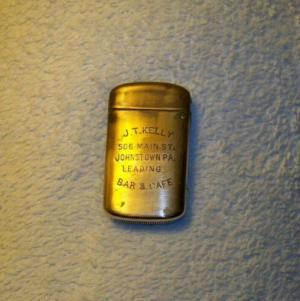 J.T. KELLY
506 MAIN ST.
JOHNSTOWN PA.
LEADING
BAR & CAFE